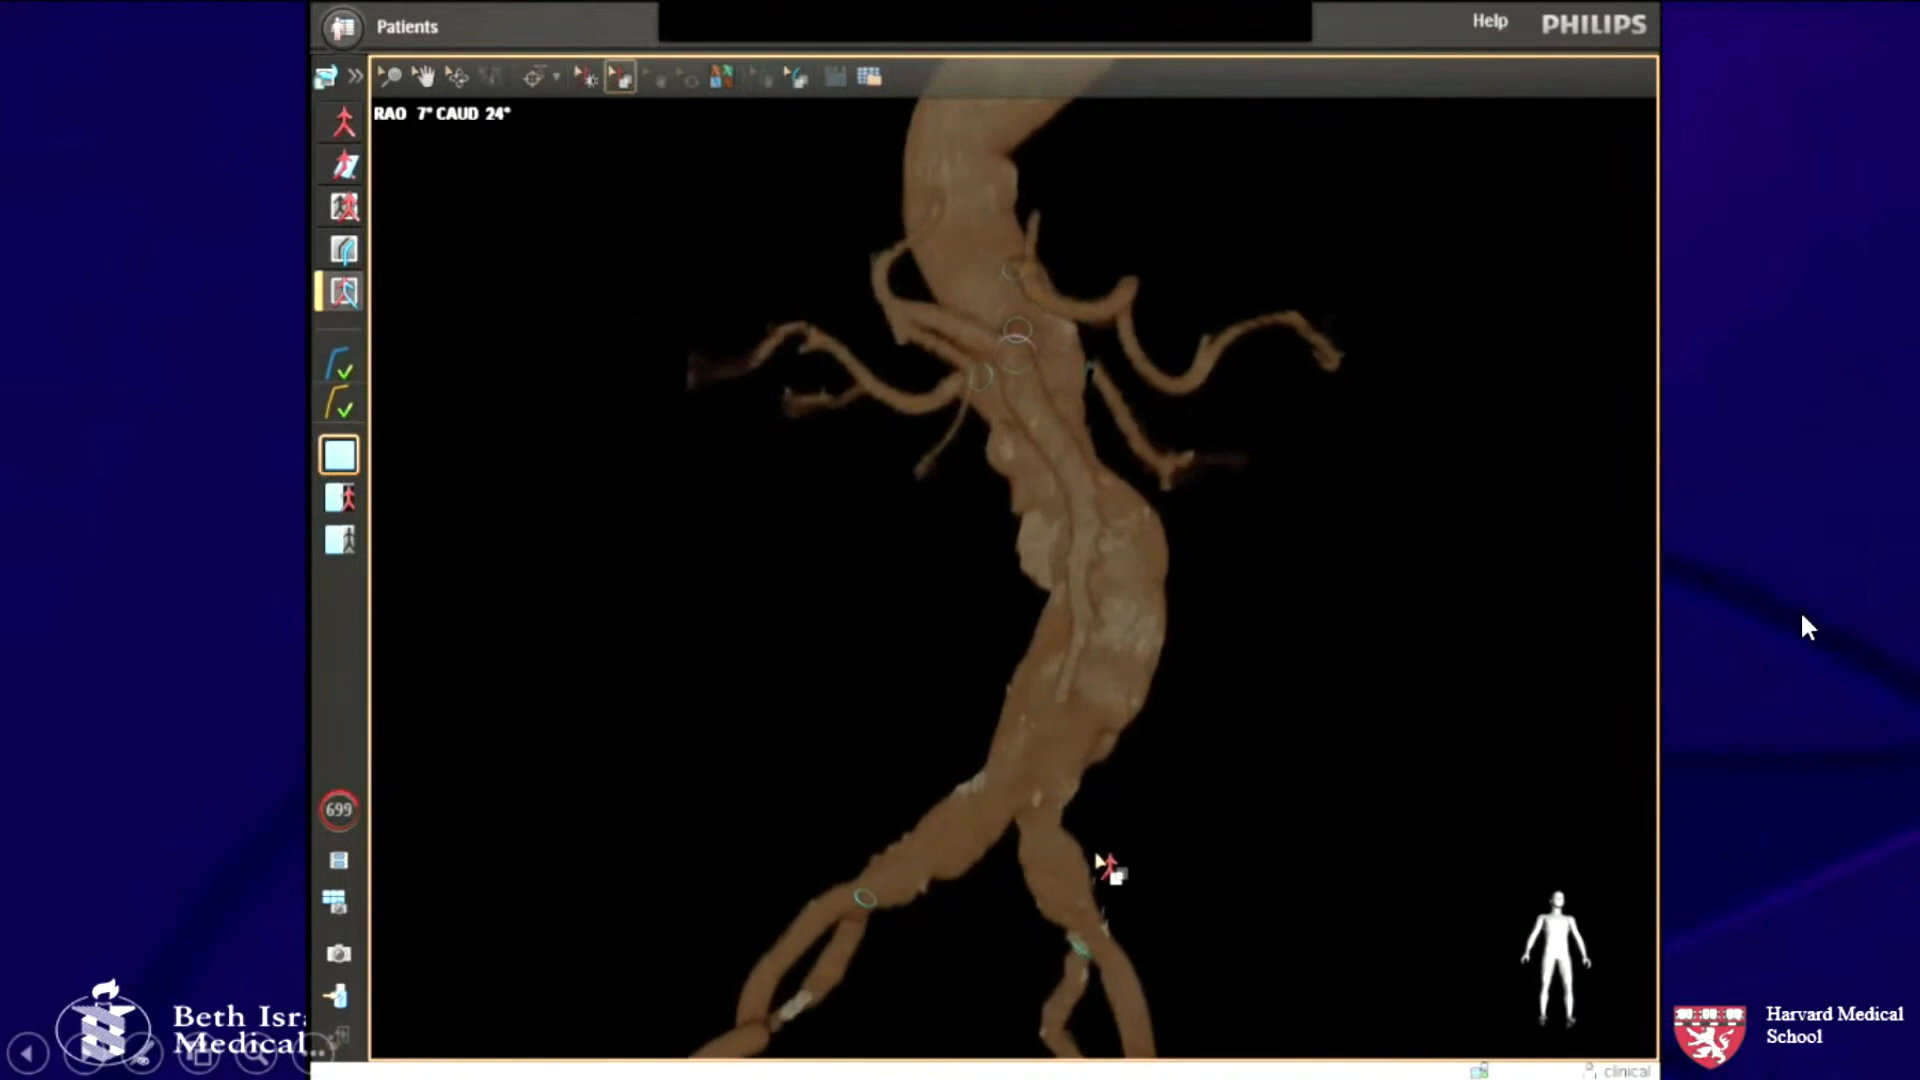 Patients
Help
PHILIPS
RAO 7° CAUD 24°
699
Beth Isr
Medical
Harvard Medical
School
clinical